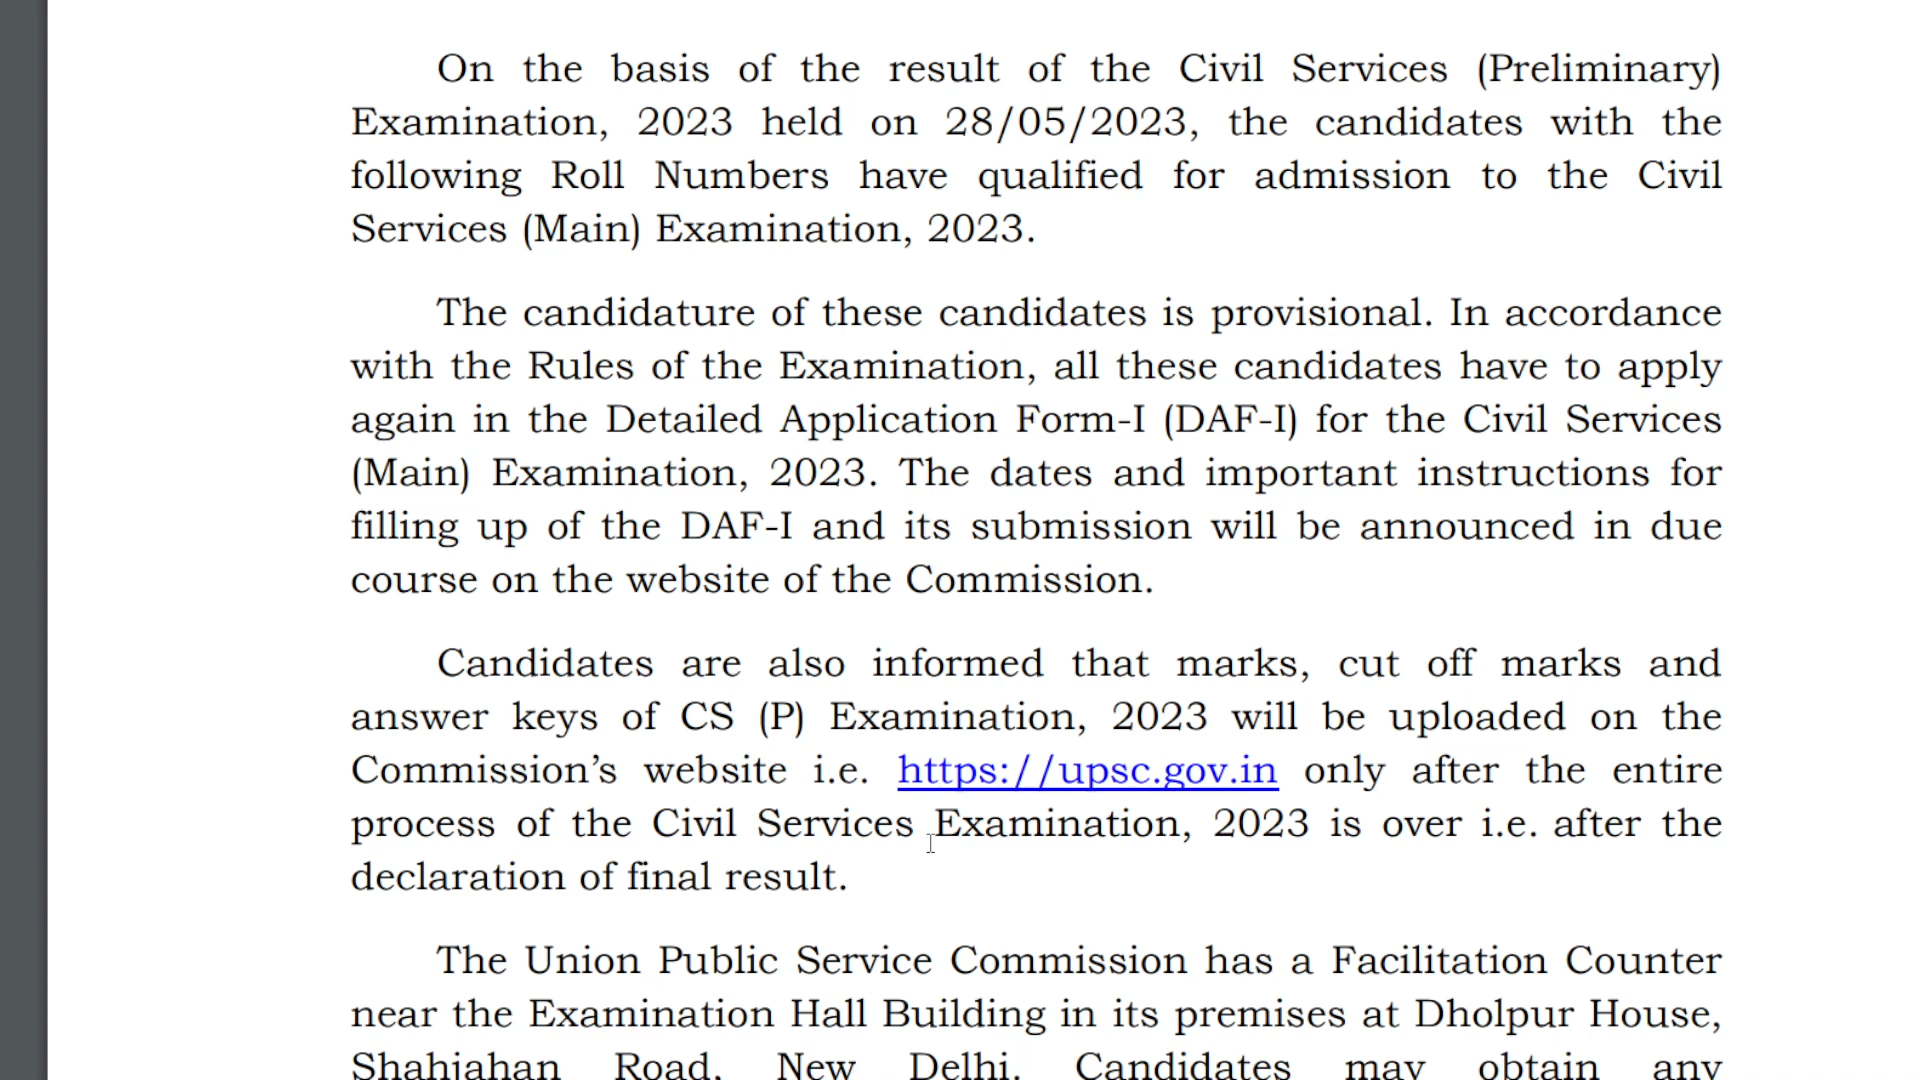 On the basis of the result of the Civil Services (Preliminary)
Examination, 2023 held on 28/05/2023, the candidates with the
following Roll Numbers have qualified for admission to the Civil
Services (Main) Examination, 2023.
The candidature of these candidates is provisional. In accordance
with the Rules of the Examination, all these candidates have to apply
again in the Detailed Application Form-I (DAF-I) for the Civil Services
(Main) Examination, 2023. The dates and important instructions for
filling up of the DAF-I and its submission will be announced in due
course on the website of the Commission.
Candidates are also informed that marks, cut off marks and
answer keys of CS (P) Examination, 2023 will be uploaded on the
Commission’s website i.e. https://upsc.gov.in only after the entire
process of the Civil Services Examination, 2023 is over i.e. after the
declaration of final result.
The Union Public Service Commission has a Facilitation Counter
near the Examination Hall Building in its premises at Dholpur House,
Shahjahan Road, New Delhi. Candidates may obtain any